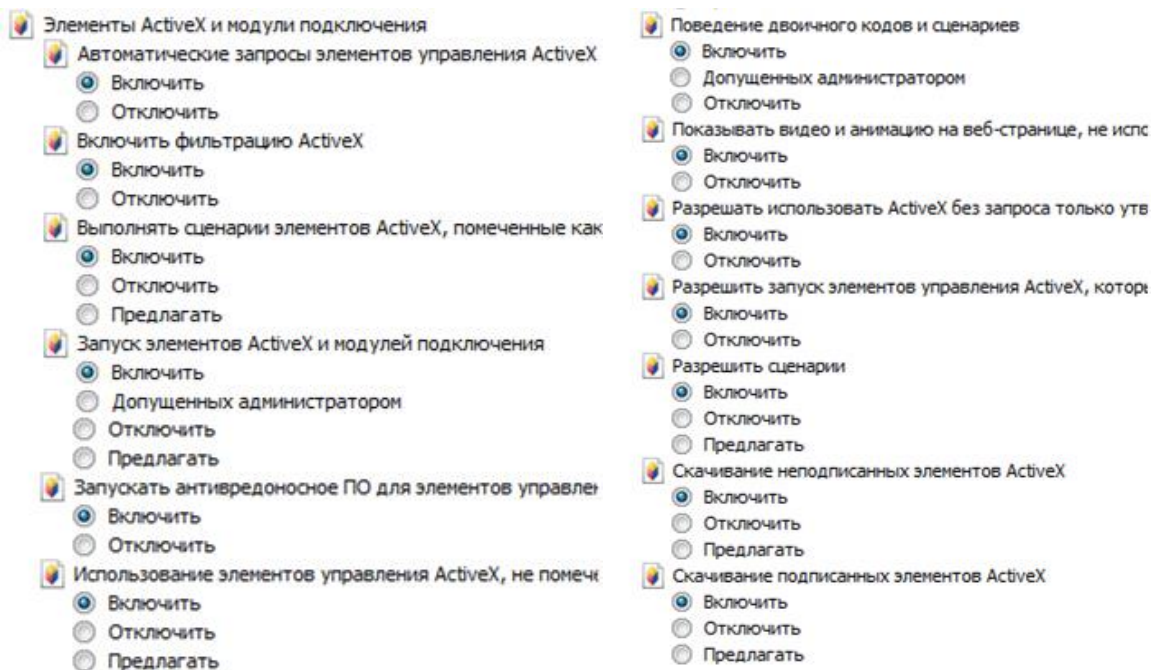 Элементы ActiveX и модули подключения
Автоматические запросы элементов управления ActiveX
Включить
Отключить
Включить фильтрацию ActiveX
Включить
Отключить
Выполнять сценарии элементов ActiveX, помеченные как
Включить
Отключить
Предлагать
Запуск элементов ActiveX и модулей подключения
Включить
Допущенных администратором
Отключить
Предлагать
Запускать антивредоносное ПО для элементов
Включить
Отключить
Использование элементов управления ActiveX, не
Включить
Отключить
Предлагать
Поведение двоичного кодов и сценариев
Включить
Допущенных администратором
Отключить
Показывать видео и анимацию на веб-странице, не
Включить
Отключить
Разрешать использовать ActiveX без запроса только
Включить
Отключить
Разрешить запуск элементов управления ActiveX,
Включить
Отключить
Разрешить сценарии
Включить
Отключить
Предлагать
Скачивание неподписанных элементов ActiveX
Включить
Отключить
Предлагать
Скачивание подписанных элементов ActiveX
Включить
Отключить
Предлагать